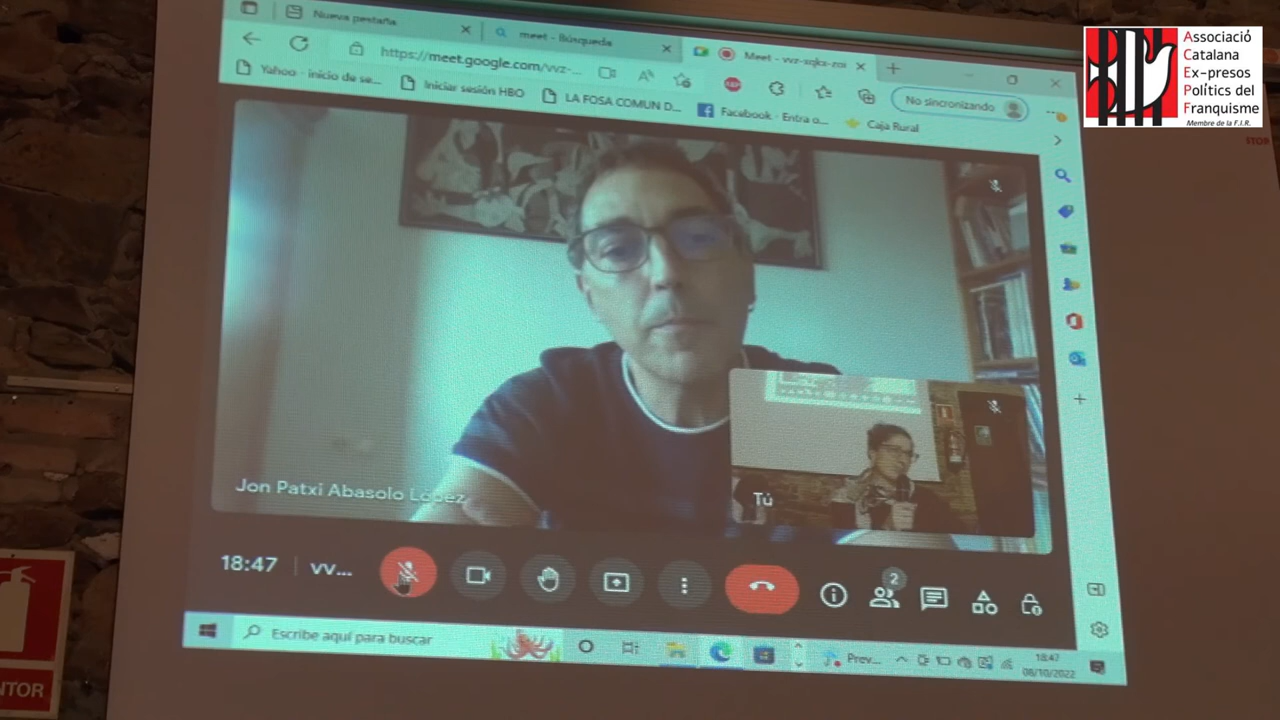 Nueva pestaña
meet - Búsqueda
Meet - vvz-xqkx-zoi
https://meet.google.com/vvz-...
No sincronizando
Yahoo - inicio de se...
Iniciar sesión HBO
LA FOSA COMUN D...
Facebook - Entra o...
Caja Rural
Associació
Catalana
Ex-presos
Polítics del
Franquisme
Membre de la F.I.R.
STOP
Jon Patxi Abasolo López
Tú
18:47
vv...
2
Escribe aquí para buscar
Prev...
18:47
08/10/2022
NTOR